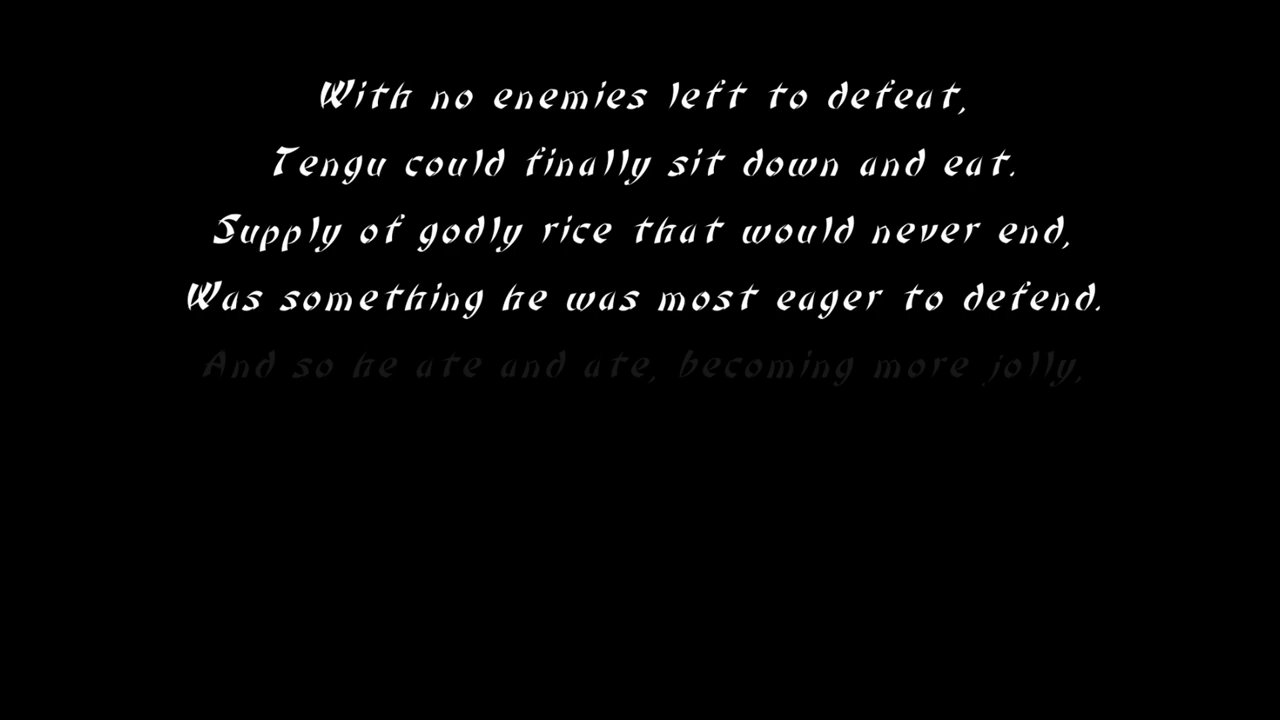 With no enemies left to defeat,
Tengu could finally sit down and eat.
Supply of godly rice that would never end,
Was something he was most eager to defend.
And so he ate and ate, becoming more jolly,